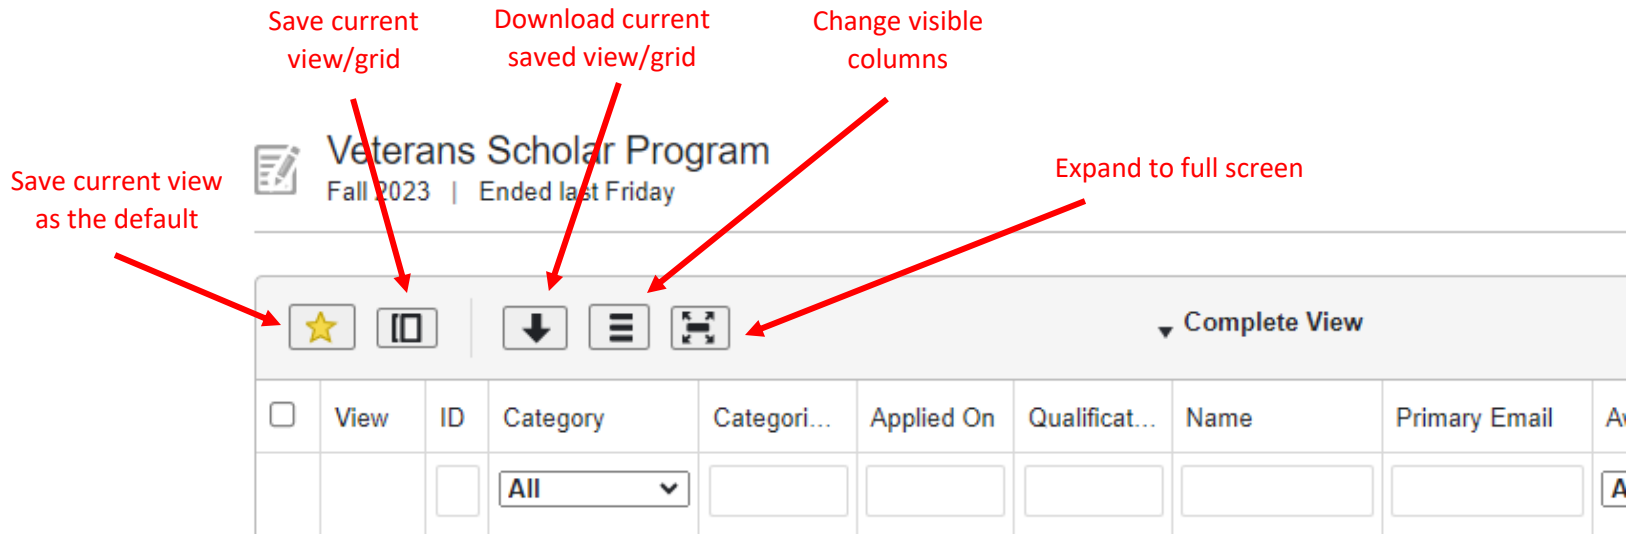 Save current
view/grid
Download current
saved view/grid
Change visible
columns
Veterans Scholar Program
Fall 2023 | Ended last Friday
Save current view
as the default
Expand to full screen
Complete View
View ID Category Categori... Applied On Qualificat... Name Primary Email
All